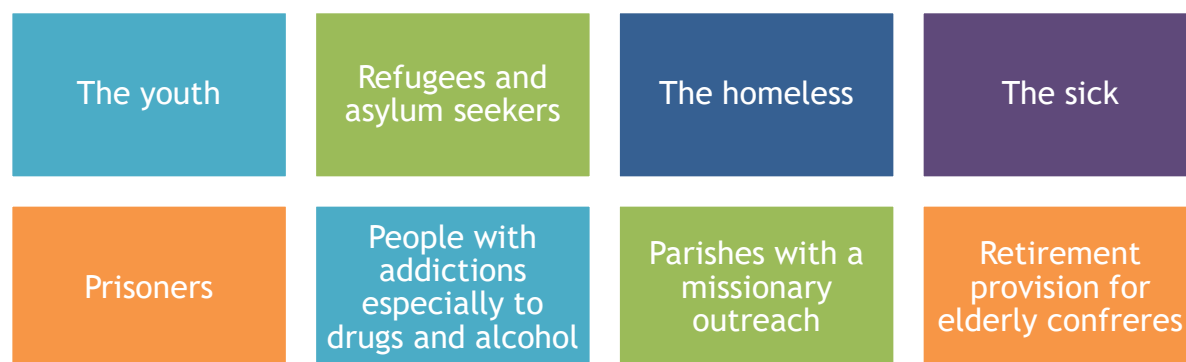 The youth
Refugees and
asylum seekers
The homeless
The sick
Prisoners
People with
addictions
especially to
drugs and alcohol
Parishes with a
missionary
outreach
Retirement
provision for
elderly confreres